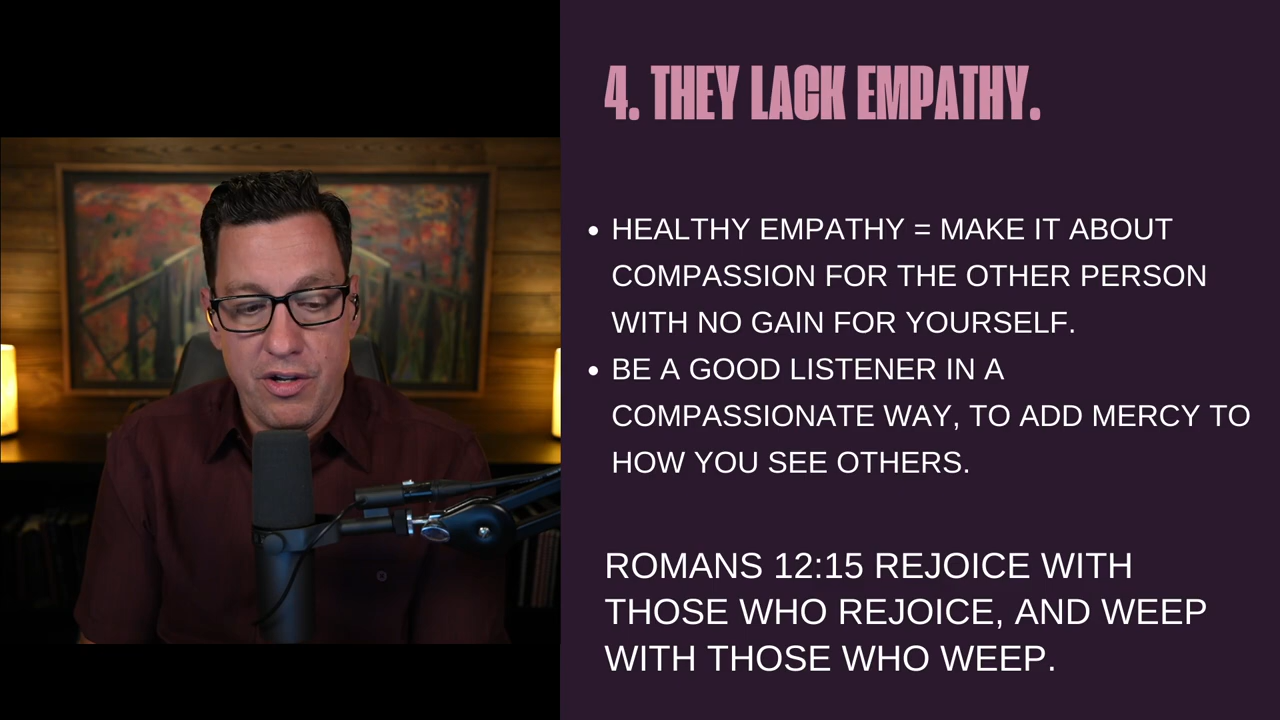 4. THEY LACK EMPATHY.
• HEALTHY EMPATHY = MAKE IT ABOUT
COMPASSION FOR THE OTHER PERSON
WITH NO GAIN FOR YOURSELF.
• BE A GOOD LISTENER IN A
COMPASSIONATE WAY, TO ADD MERCY TO
HOW YOU SEE OTHERS.
ROMANS 12:15 REJOICE WITH
THOSE WHO REJOICE, AND WEEP
WITH THOSE WHO WEEP.